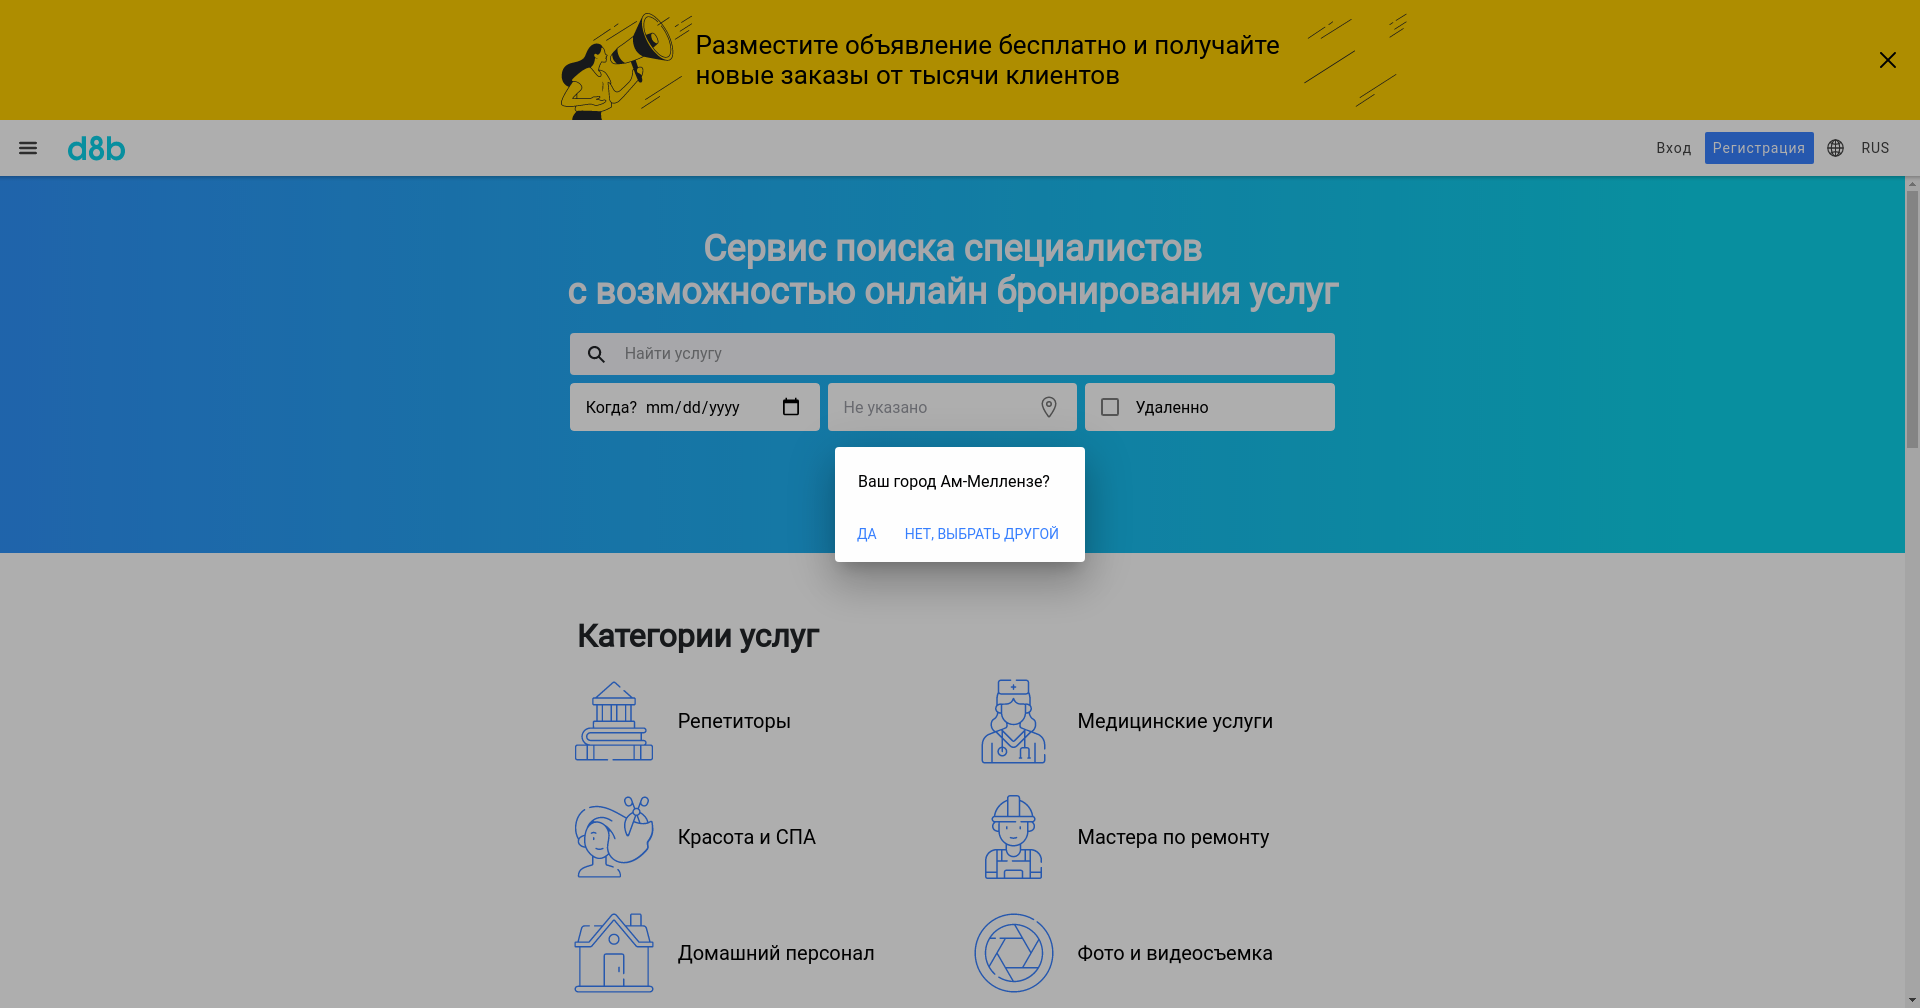 Разместите объявление бесплатно и получайте
новые заказы от тысячи клиентов
d8b
Вход
Регистрация
RUS
Сервис поиска специалистов
с возможностью онлайн бронирования услуг
Найти услугу
Когда? mm/dd/yyyy
Не указано
Удаленно
Ваш город Ам-Меллензе?
ДА
НЕТ, ВЫБРАТЬ ДРУГОЙ
Категории услуг
Репетиторы
Медицинские услуги
Красота и СПА
Мастера по ремонту
Домашний персонал
Фото и видеосъемка